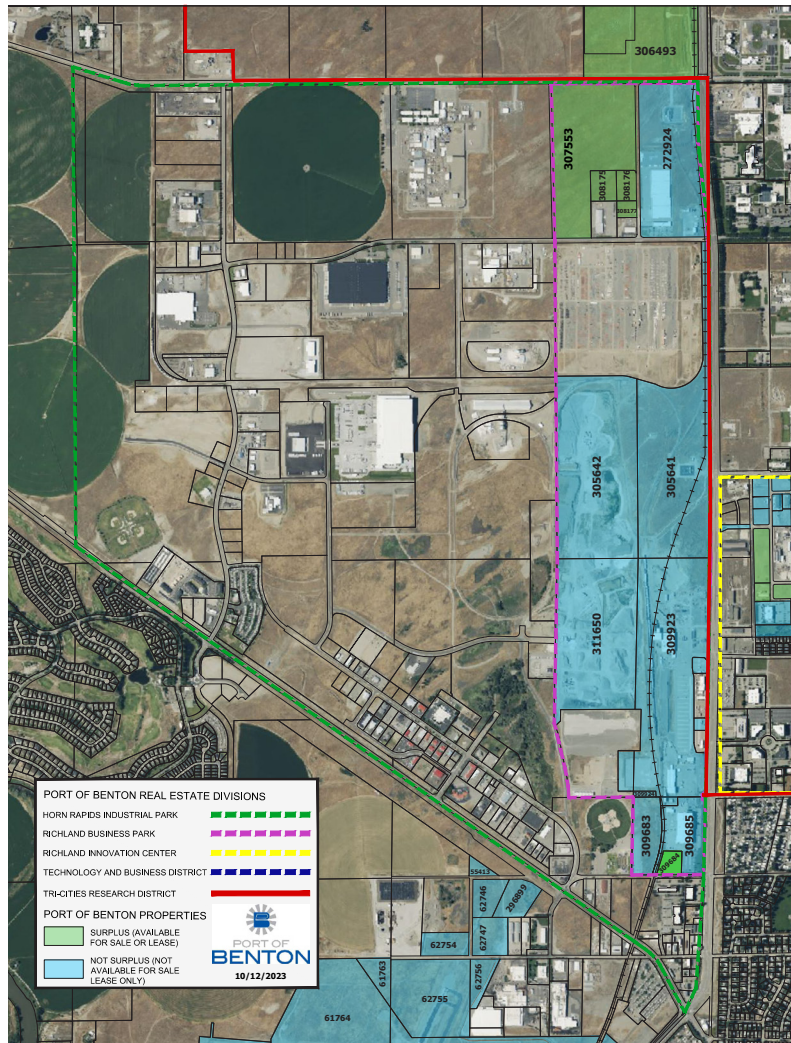 306493
307553
272924
308175
308176
308177
305642
305641
311650
309923
309683
309685
309684
55413
62746
296899
62747
62754
62756
61763
62755
61764
PORT OF BENTON REAL ESTATE DIVISIONS
HORN RAPIDS INDUSTRIAL PARK
RICHLAND BUSINESS PARK
RICHLAND INNOVATION CENTER
TECHNOLOGY AND BUSINESS DISTRICT
TRI-CITIES RESEARCH DISTRICT
PORT OF BENTON PROPERTIES
SURPLUS (AVAILABLE
FOR SALE OR LEASE)
NOT SURPLUS (NOT
AVAILABLE FOR SALE
LEASE ONLY)
PORT OF
BENTON
10/12/2023